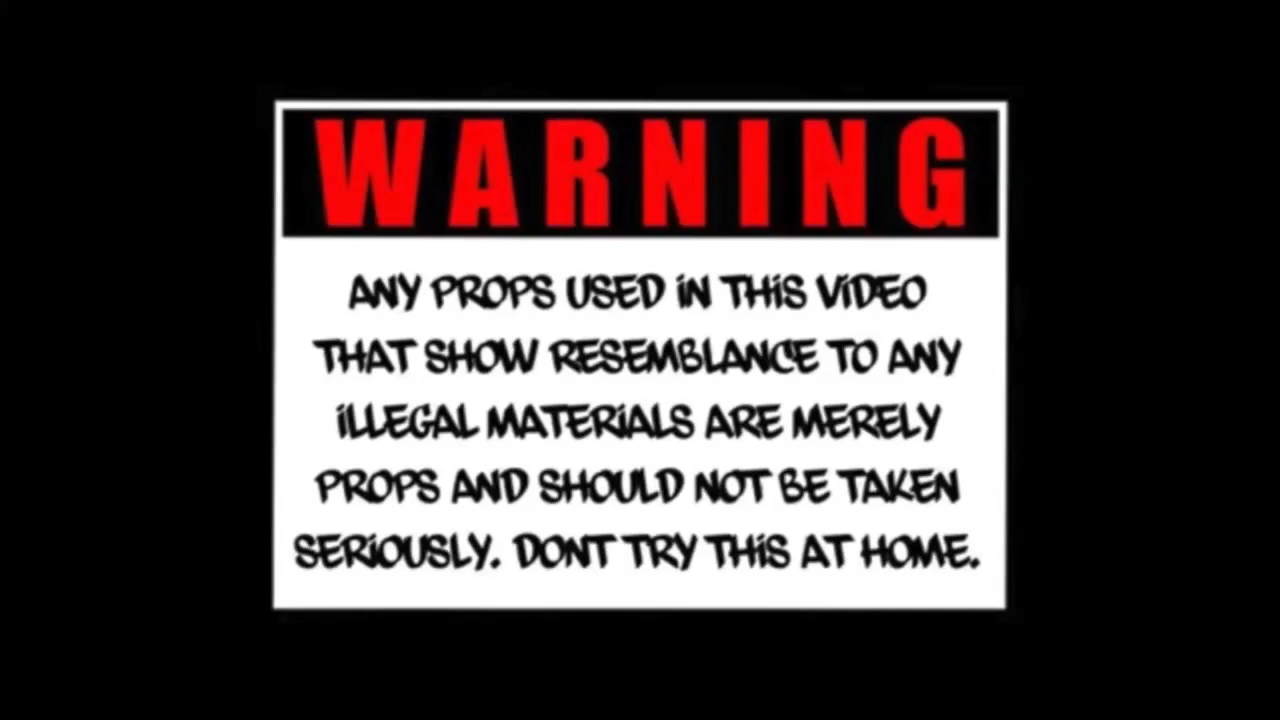 WARNING
ANY PROPS USED IN THIS VIDEO
THAT SHOW RESEMBLANCE TO ANY
ILLEGAL MATERIALS ARE MERELY
PROPS AND SHOULD NOT BE TAKEN
SERIOUSLY. DONT TRY THIS AT HOME.